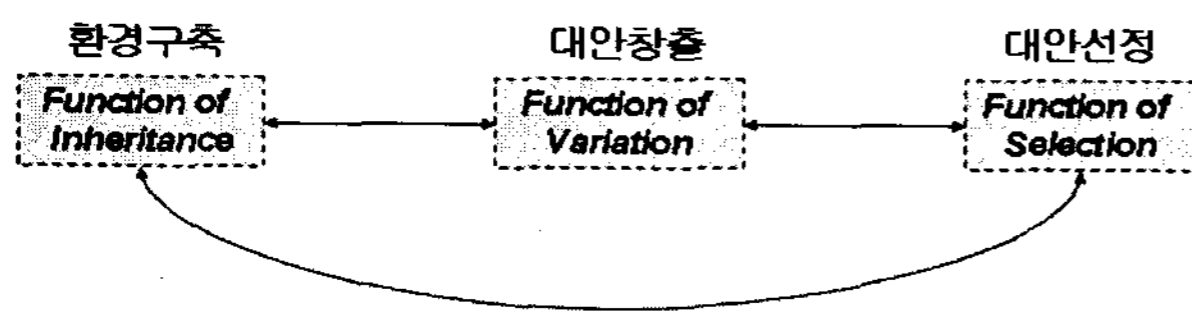 환경구축
대안창출
대안선정
Function of
Inheritance
Function of
Variation
Function of
Selection